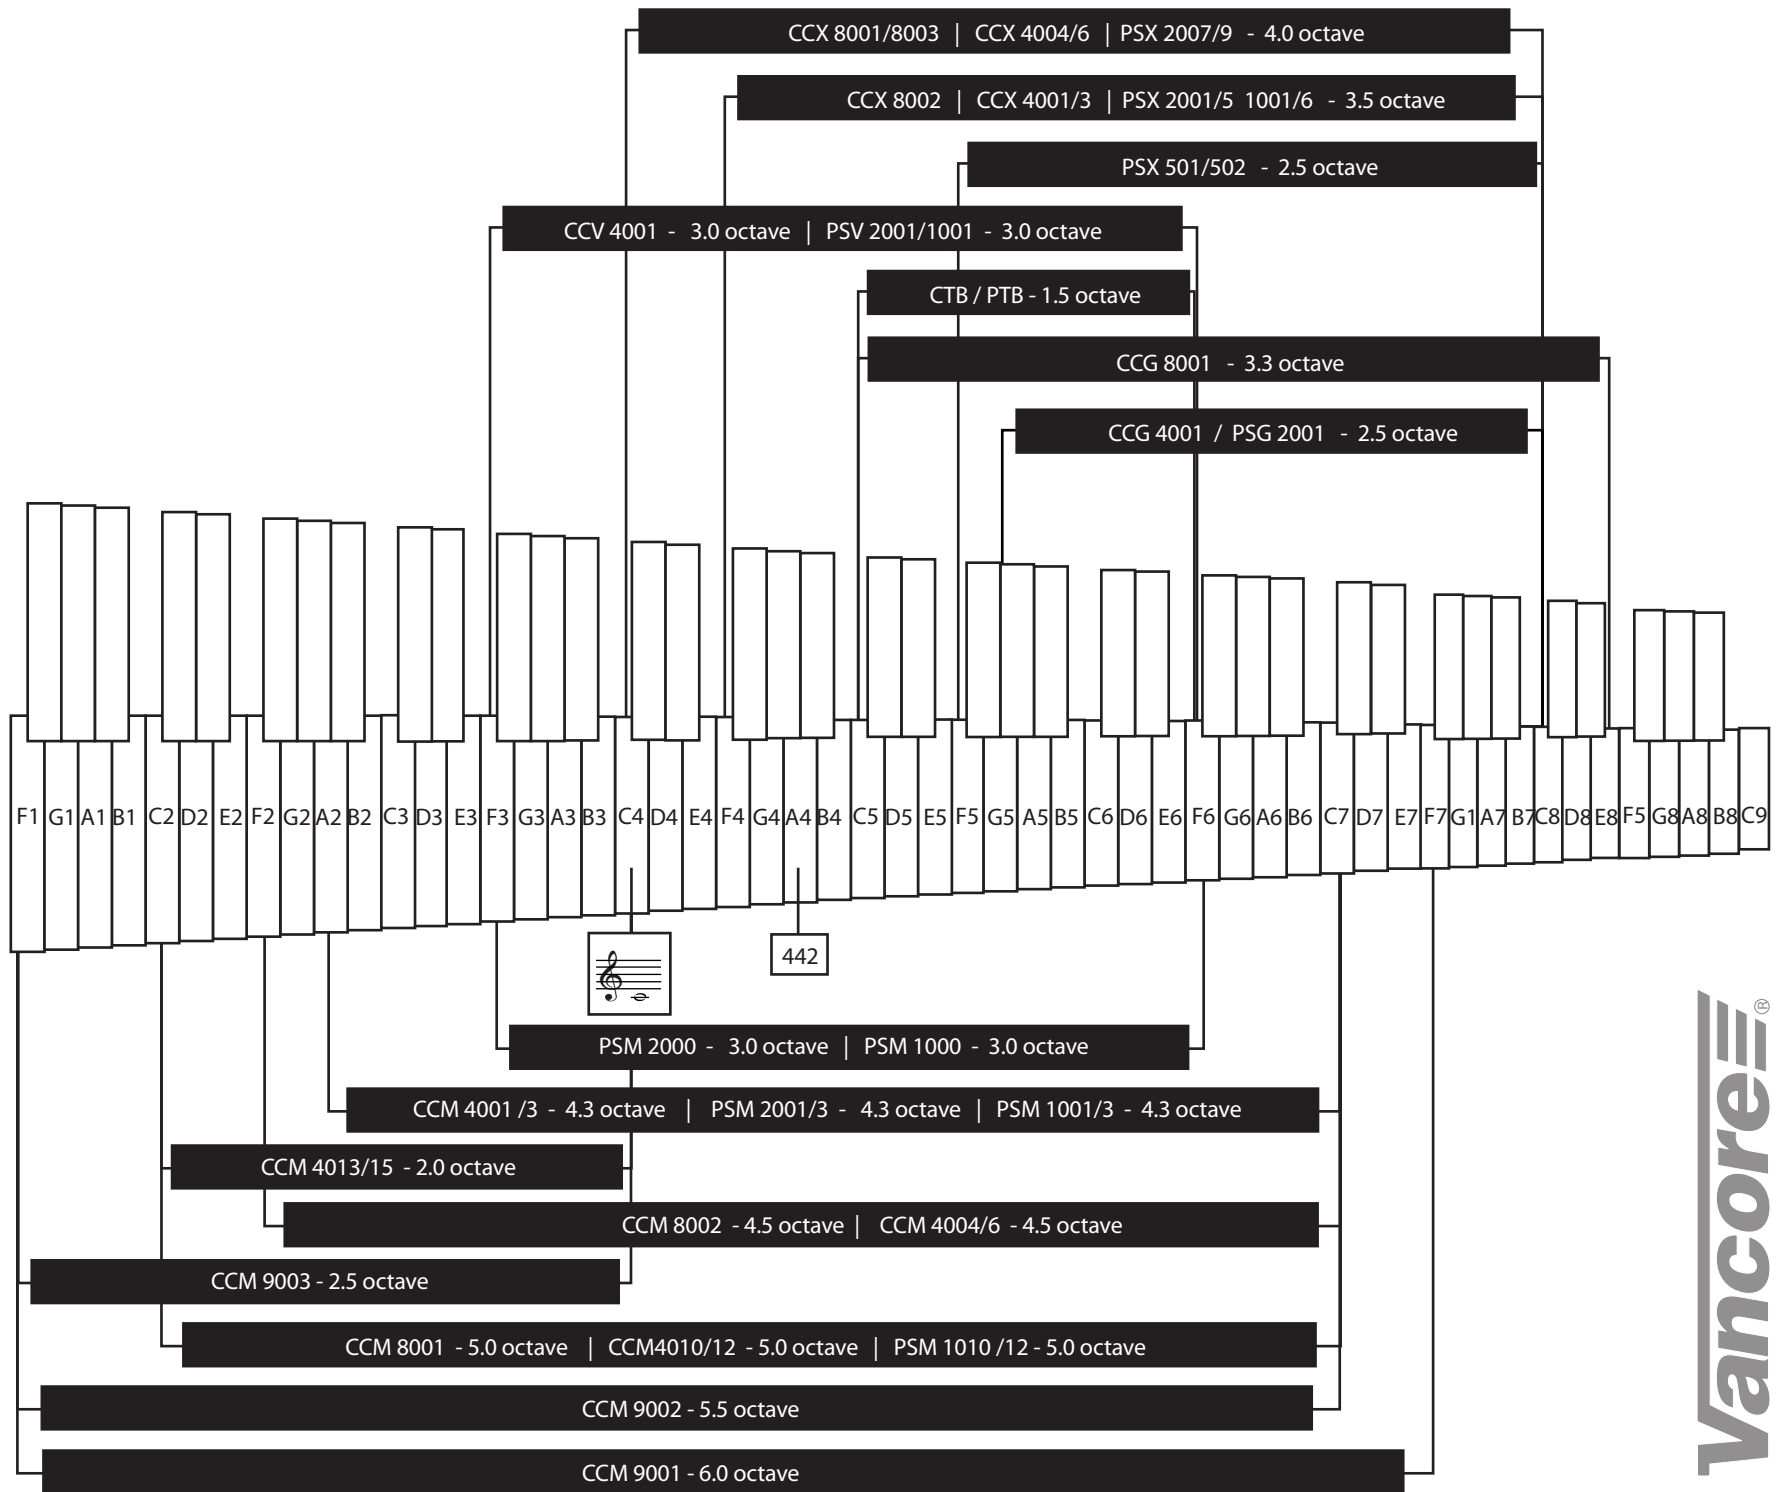 CCX 8001/8003 | CCX 4004/6 | PSX 2007/9 - 4.0 octave
CCX 8002 | CCX 4001/3 | PSX 2001/5 1001/6 - 3.5 octave
PSX 501/502 - 2.5 octave
CCV 4001 - 3.0 octave | PSV 2001/1001 - 3.0 octave
CTB / PTB - 1.5 octave
CCG 8001 - 3.3 octave
CCG 4001 / PSG 2001 - 2.5 octave
F1 G1 A1 B1 C2 D2 E2 F2 G2 A2 B2 C3 D3 E3 F3 G3 A3 B3 C4 D4 E4 F4 G4 A4 B4 C5 D5 E5 F5 G5 A5 B5 C6 D6 E6 F6 G6 A6 B6 C7 D7 E7 F7 G1 A7 B7 C8 D8 E8 F5 G8 A8 B8 C9
442
PSM 2000 - 3.0 octave | PSM 1000 - 3.0 octave
CCM 4001 /3 - 4.3 octave | PSM 2001/3 - 4.3 octave | PSM 1001/3 - 4.3 octave
CCM 4013/15 - 2.0 octave
CCM 8002 - 4.5 octave | CCM 4004/6 - 4.5 octave
CCM 9003 - 2.5 octave
CCM 8001 - 5.0 octave | CCM4010/12 - 5.0 octave | PSM 1010 /12 - 5.0 octave
CCM 9002 - 5.5 octave
CCM 9001 - 6.0 octave
Vancore®